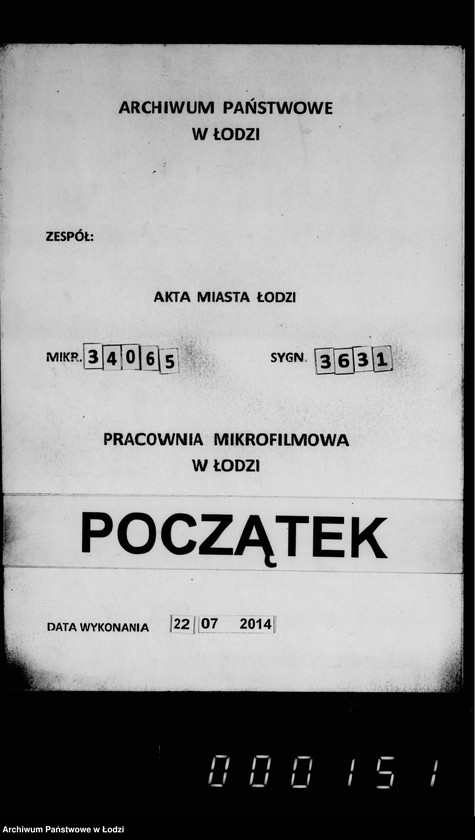 ARCHIWUM PAŃSTWOWE
W ŁODZI
ZESPÓŁ:
AKTA MIASTA ŁODZI
MIKR. 34065 SYGN. 3631
PRACOWNIA MIKROFILMOWA
W ŁODZI
POCZĄTEK
DATA WYKONANIA 22 07 2014
000151
Archiwum Państwowe w Łodzi